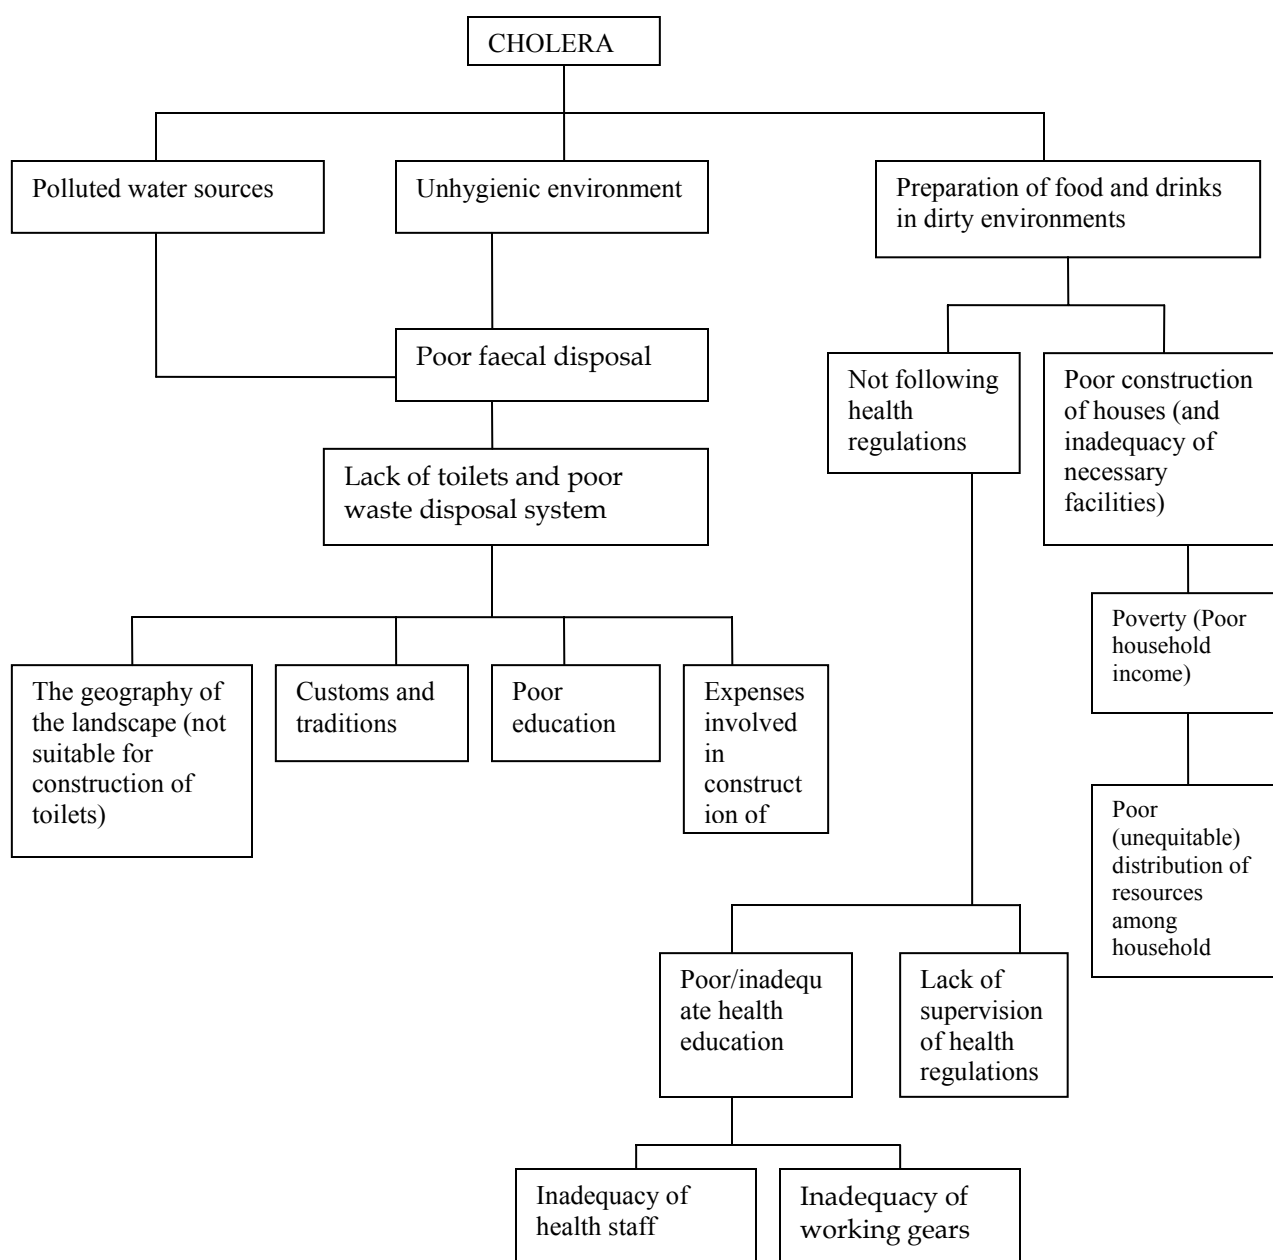 CHOLERA
Polluted water sources
Unhygienic environment
Preparation of food and drinks
in dirty environments
Poor faecal disposal
Not following
health
regulations
Poor construction
of houses (and
inadequacy of
necessary
facilities)
Lack of toilets and poor
waste disposal system
Poverty (Poor
household
income)
The geography of
the landscape (not
suitable for
construction of
toilets)
Customs and
traditions
Poor
education
Expenses
involved
in
construct
ion of
Poor
(unequitable)
distribution of
resources
among
household
Poor/inadequ
ate health
education
Lack of
supervision
of health
regulations
Inadequacy of
health staff
Inadequacy of
working gears